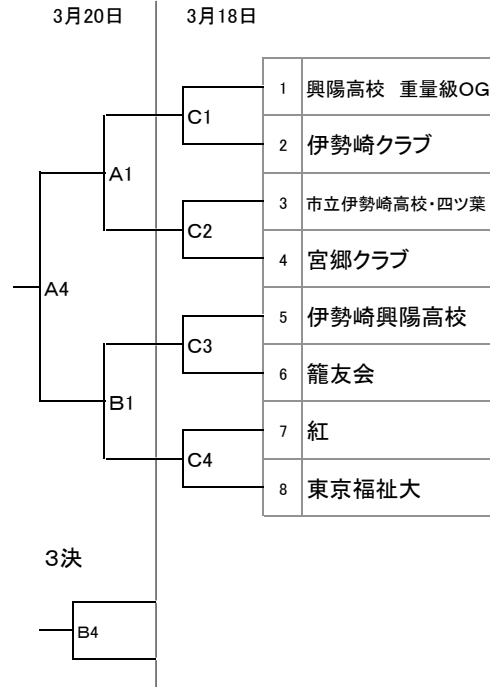 3月20日
3月18日
1 興陽高校 重量級OG
C1
2 伊勢崎クラブ
A1
3 市立伊勢崎高校・四ツ葉
C2
4 宮郷クラブ
A4
5 伊勢崎興陽高校
C3
6 籠友会
B1
7 紅
C4
8 東京福祉大
3決
B4